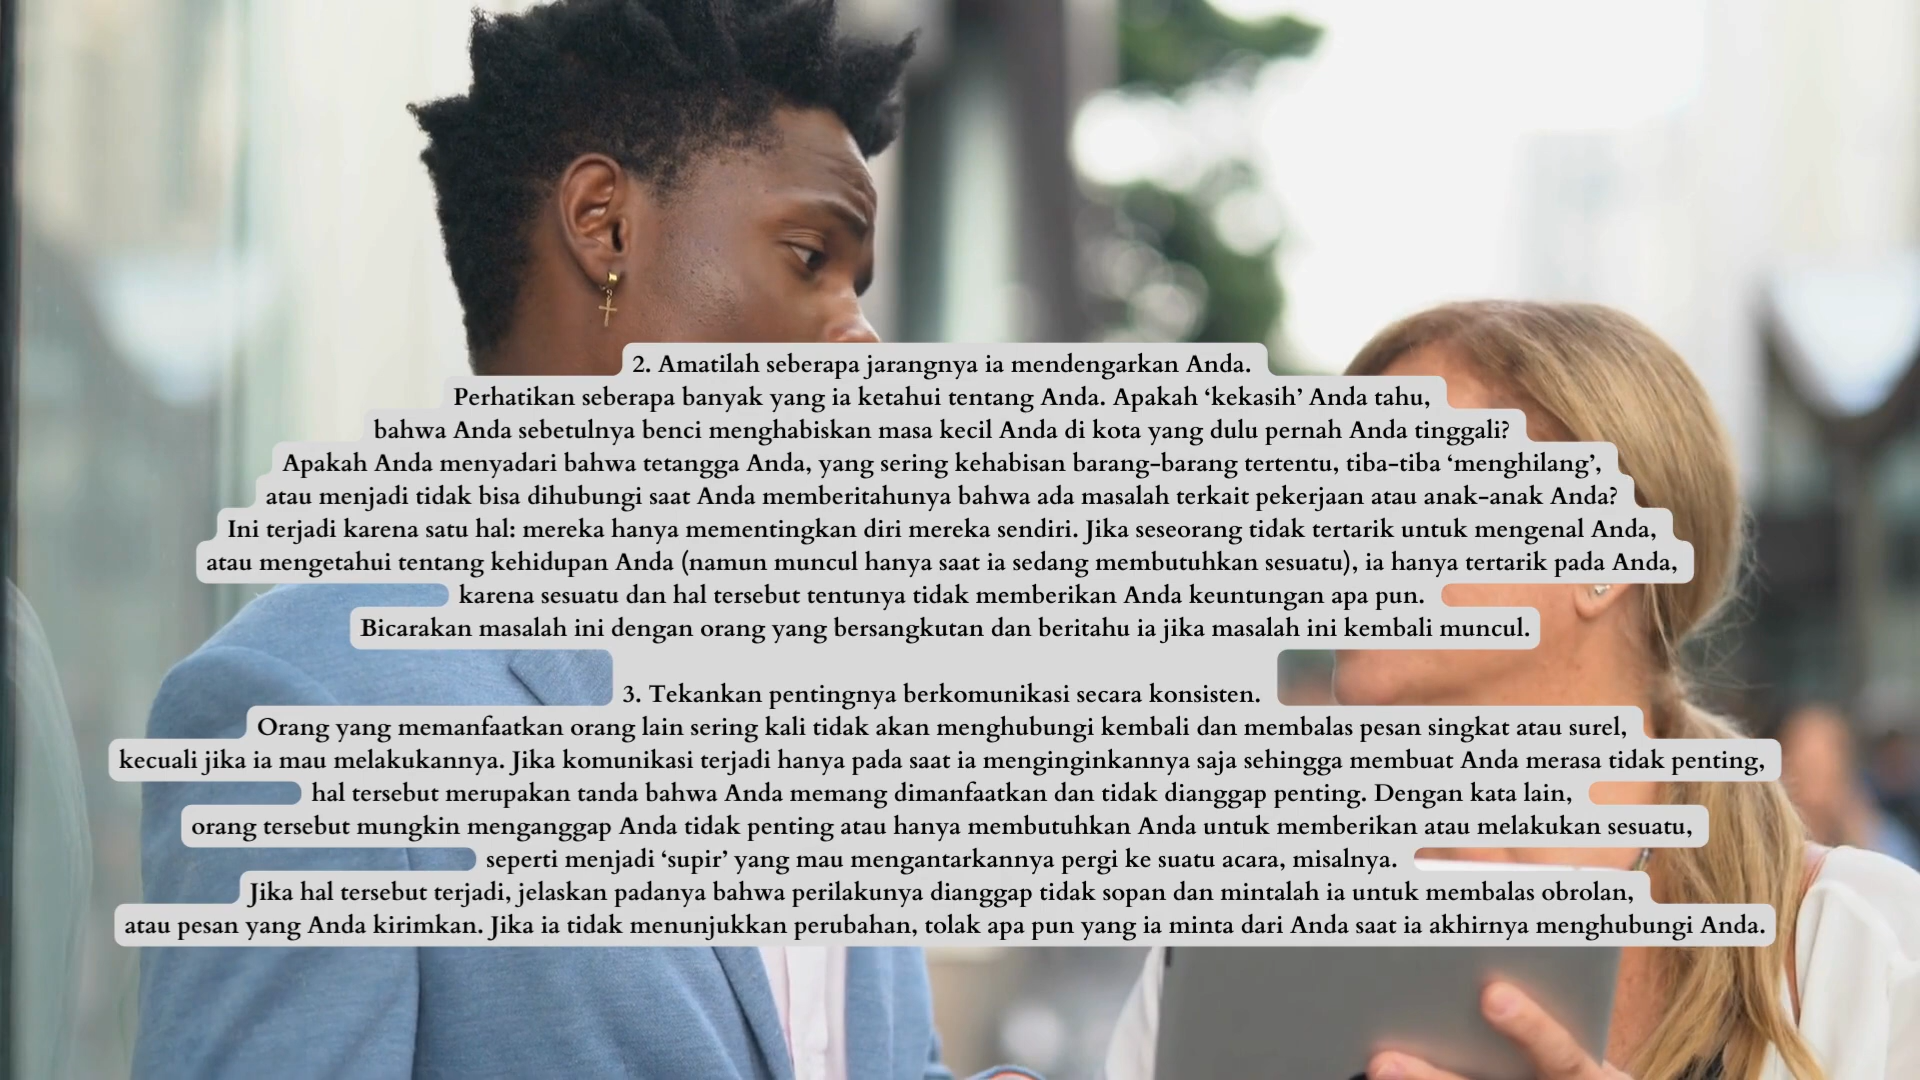 2. Amatilah seberapa jarangnya ia mendengarkan Anda.
Perhatikan seberapa banyak yang ia ketahui tentang Anda. Apakah ‘kekasih’ Anda tahu,
bahwa Anda sebetulnya benci menghabiskan masa kecil Anda di kota yang dulu pernah Anda tinggali?
Apakah Anda menyadari bahwa tetangga Anda, yang sering kehabisan barang-barang tertentu, tiba-tiba ‘menghilang’,
atau menjadi tidak bisa dihubungi saat Anda memberitahunya bahwa ada masalah terkait pekerjaan atau anak-anak Anda?
Ini terjadi karena satu hal: mereka hanya mementingkan diri mereka sendiri. Jika seseorang tidak tertarik untuk mengenal Anda,
atau mengetahui tentang kehidupan Anda (namun muncul hanya saat ia sedang membutuhkan sesuatu), ia hanya tertarik pada Anda,
karena sesuatu dan hal tersebut tentunya tidak memberikan Anda keuntungan apa pun.
Bicarakan masalah ini dengan orang yang bersangkutan dan beritahu ia jika masalah ini kembali muncul.
3. Tekankan pentingnya berkomunikasi secara konsisten.
Orang yang memanfaatkan orang lain sering kali tidak akan menghubungi kembali dan membalas pesan singkat atau surel,
kecuali jika ia mau melakukannya. Jika komunikasi terjadi hanya pada saat ia menginginkannya saja sehingga membuat Anda merasa tidak penting,
hal tersebut merupakan tanda bahwa Anda memang dimanfaatkan dan tidak dianggap penting. Dengan kata lain,
orang tersebut mungkin menganggap Anda tidak penting atau hanya membutuhkan Anda untuk memberikan atau melakukan sesuatu,
seperti menjadi ‘supir’ yang mau mengantarkannya pergi ke suatu acara, misalnya.
Jika hal tersebut terjadi, jelaskan padanya bahwa perilakunya dianggap tidak sopan dan mintalah ia untuk membalas obrolan,
atau pesan yang Anda kirimkan. Jika ia tidak menunjukkan perubahan, tolak apa pun yang ia minta dari Anda saat ia akhirnya menghubungi Anda.